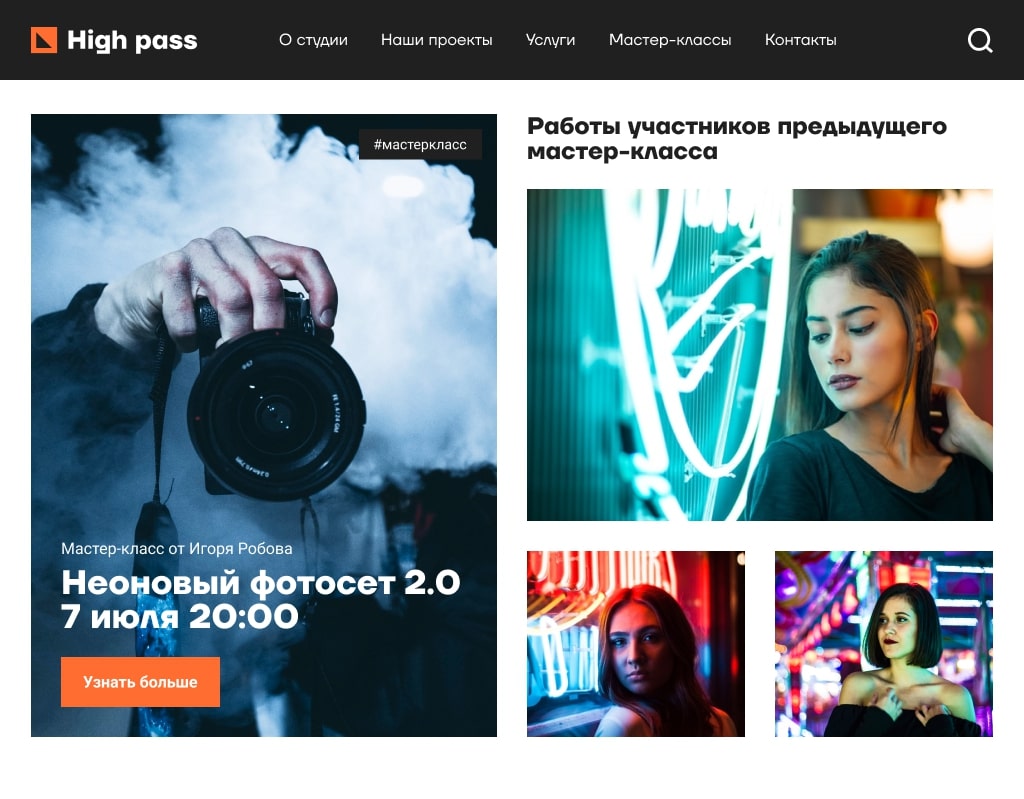 High pass
О студии
Наши проекты
Услуги
Мастер-классы
Контакты
#мастеркласс
Мастер-класс от Игоря Робова
Неоновый фотосет 2.0
7 июля 20:00
Узнать больше
Работы участников предыдущего
мастер-класса